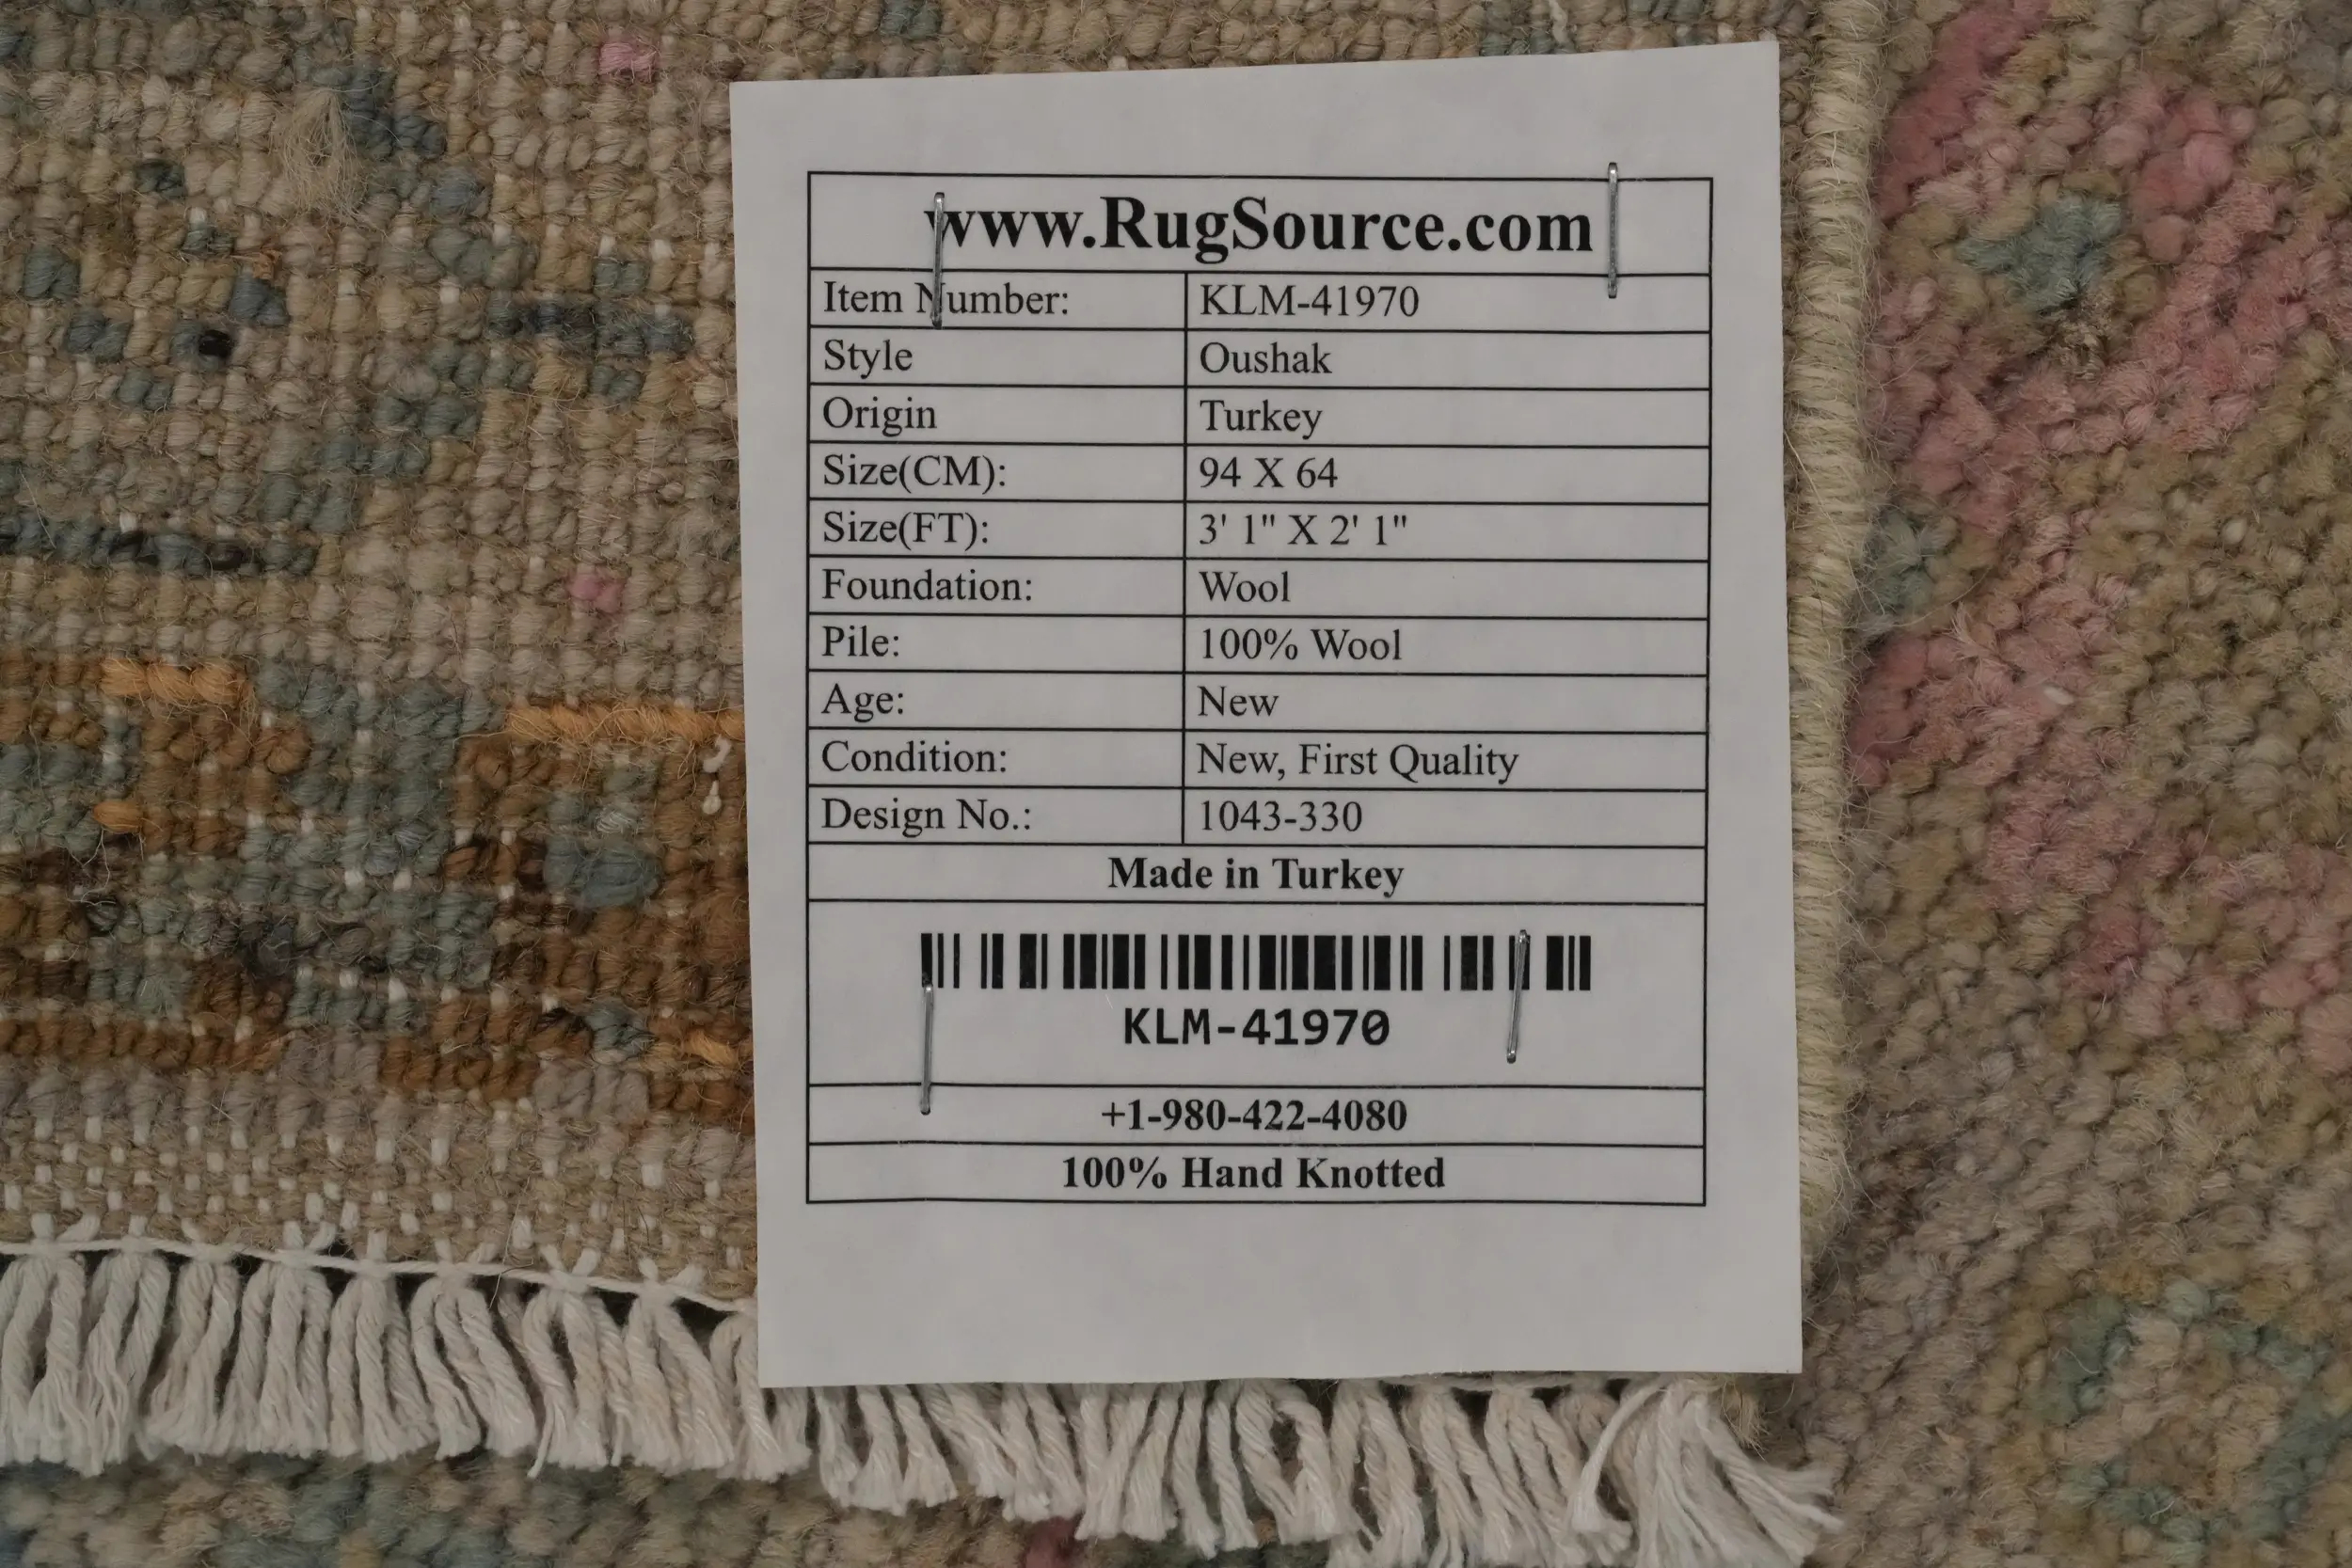 www.RugSource.com
Item Number: KLM-41970
Style Oushak
Origin Turkey
Size(CM): 94 X 64
Size(FT): 3' 1" X 2' 1"
Foundation: Wool
Pile: 100% Wool
Age: New
Condition: New, First Quality
Design No.: 1043-330
Made in Turkey
KLM-41970
+1-980-422-4080
100% Hand Knotted